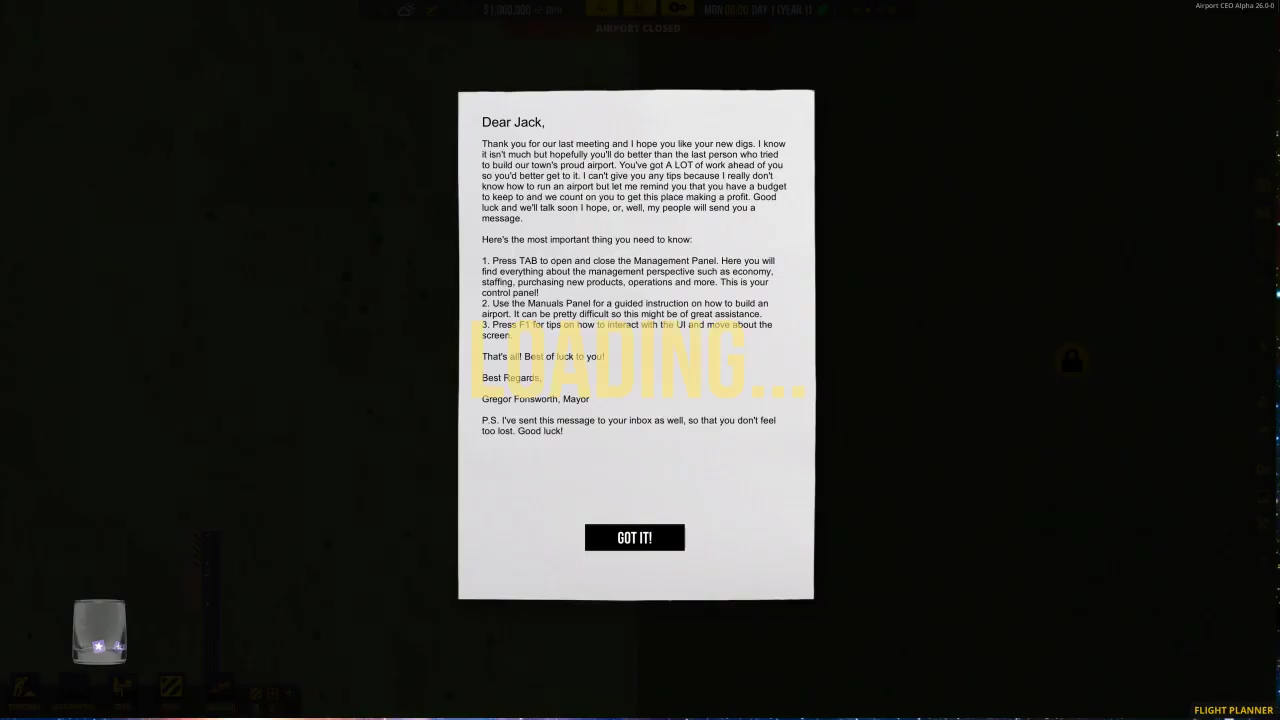 Airport CEO Alpha 26.0-0
$1,000,000
MON 06:00 DAY 1 (YEAR 1)
AIRPORT CLOSED
Dear Jack,
Thank you for our last meeting and I hope you like your new digs. I know
it isn't much but hopefully you'll do better than the last person who tried
to build our town's proud airport. You've got A LOT of work ahead of you
so you'd better get to it. I can't give you any tips because I really don't
know how to run an airport but let me remind you that you have a budget
to keep to and we count on you to get this place making a profit. Good
luck and we'll talk soon I hope, or, well, my people will send you a
message.
Here's the most important thing you need to know:
1. Press TAB to open and close the Management Panel. Here you will
find everything about the management perspective such as economy,
staffing, purchasing new products, operations and more. This is your
control panel!
2. Use the Manuals Panel for a guided instruction on how to build an
airport. It can be pretty difficult so this might be of great assistance.
3. Press F1 for tips on how to interact with the UI and move about the
screen.
LOADING...
That's all! Best of luck to you!
Best Regards,
Gregor Fonsworth, Mayor
P.S. I've sent this message to your inbox as well, so that you don't feel
too lost. Good luck!
GOT IT!
FLIGHT PLANNER